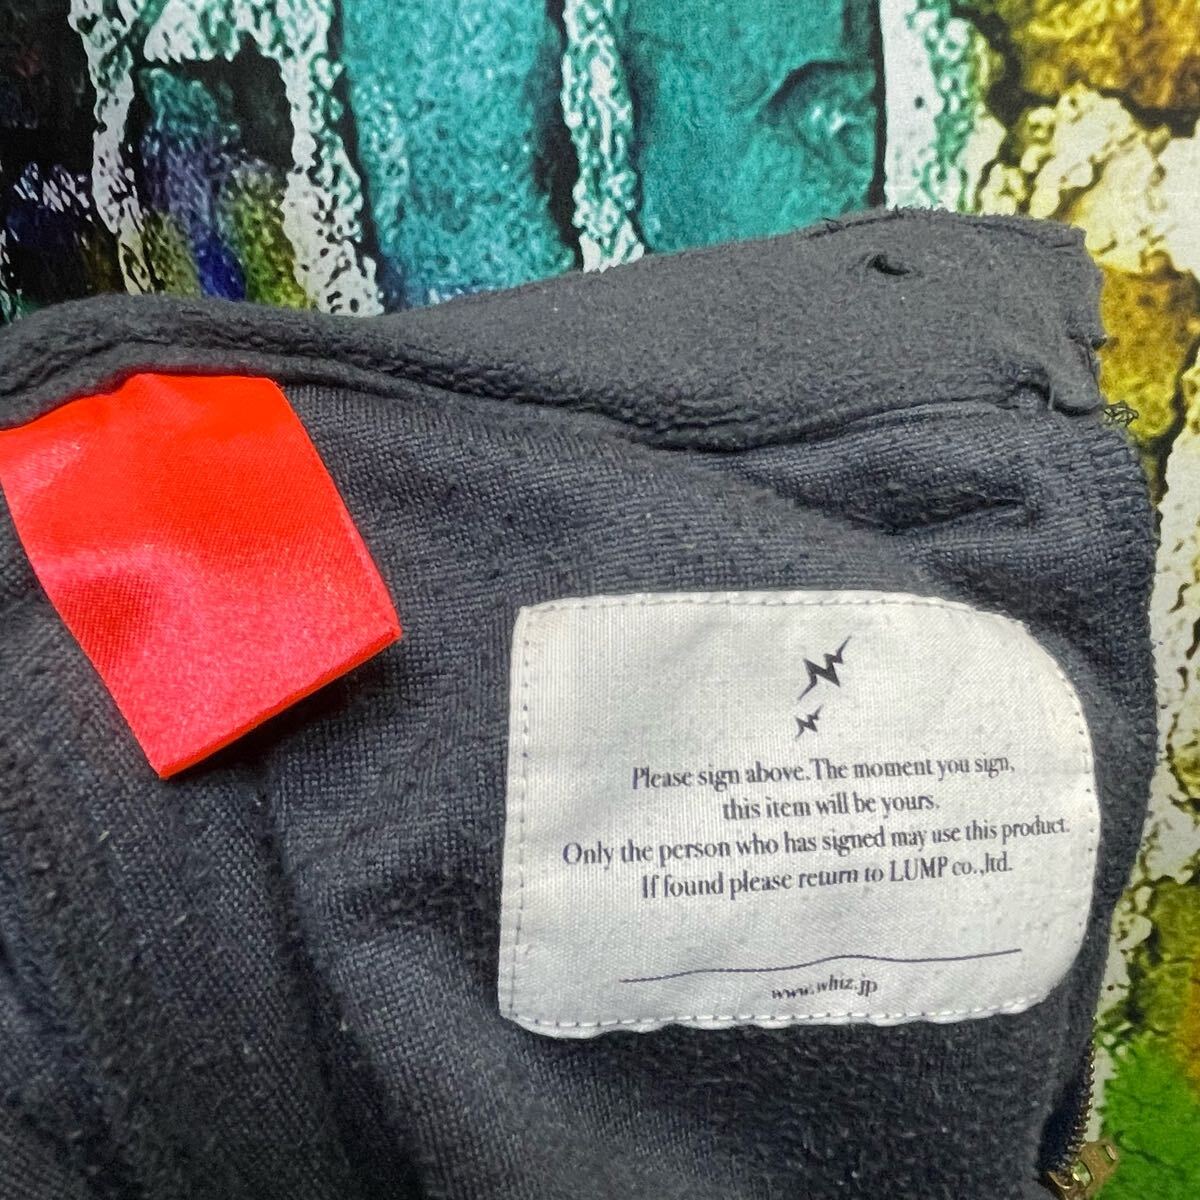 Please sign above. The moment you sign,
this item will be yours.
Only the person who has signed may use this product.
If found please return to LUMP co.,ltd.
www.whiz.jp